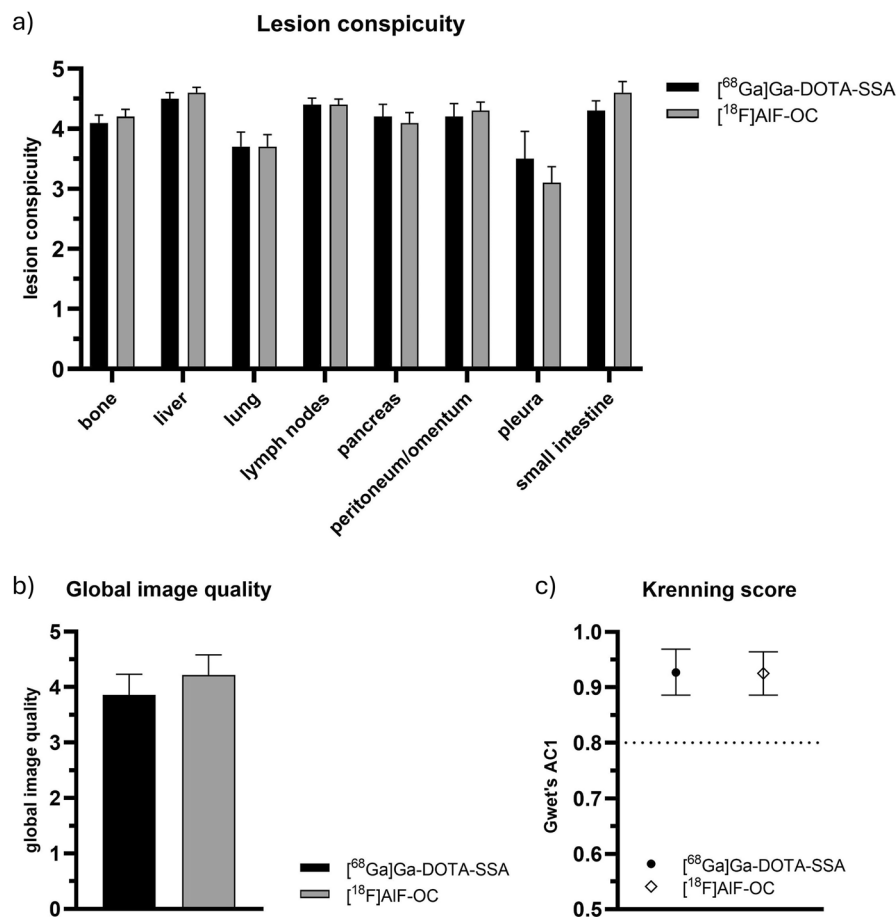 a)
Lesion conspicuity
lesion conspicuity
5
4
3
2
1
0
bone
liver
lung
lymph nodes
pancreas
peritoneum/omentum
pleura
small intestine
[⁶⁸Ga]Ga-DOTA-SSA
[¹⁸F]AlF-OC
b)
Global image quality
global image quality
5
4
3
2
1
0
[⁶⁸Ga]Ga-DOTA-SSA
[¹⁸F]AlF-OC
c)
Krenning score
Gwet's AC1
1.0
0.9
0.8
0.7
0.6
0.5
[⁶⁸Ga]Ga-DOTA-SSA
[¹⁸F]AlF-OC